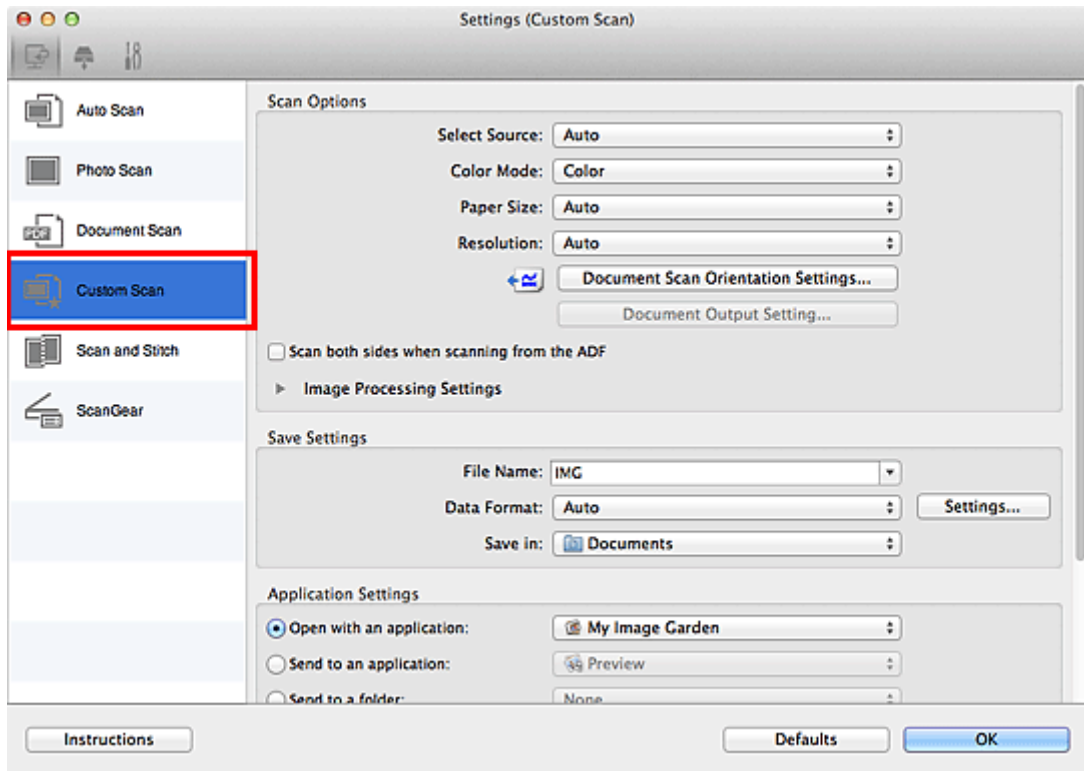 Settings (Custom Scan)
Auto Scan
Photo Scan
PDF
Document Scan
Custom Scan
Scan and Stitch
ScanGear
Scan Options
Select Source: Auto
Color Mode: Color
Paper Size: Auto
Resolution: Auto
Document Scan Orientation Settings...
Document Output Setting...
Scan both sides when scanning from the ADF
Image Processing Settings
Save Settings
File Name: IMG
Data Format: Auto Settings...
Save in: Documents
Application Settings
Open with an application: My Image Garden
Send to an application: Preview
Send to a folder: None
Instructions Defaults OK